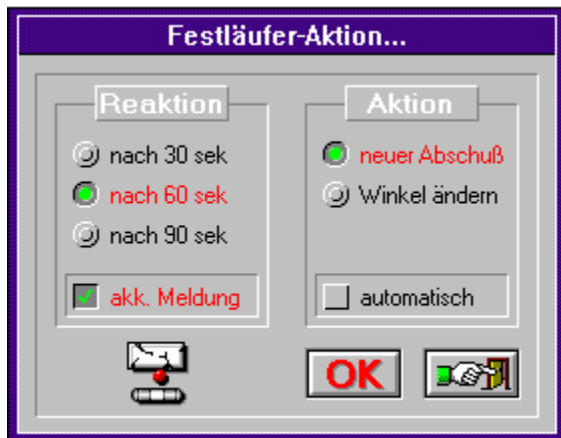 Festläufer-Aktion...
Reaktion
nach 30 sek
nach 60 sek
nach 90 sek
akk. Meldung
Aktion
neuer Abschuß
Winkel ändern
automatisch
OK